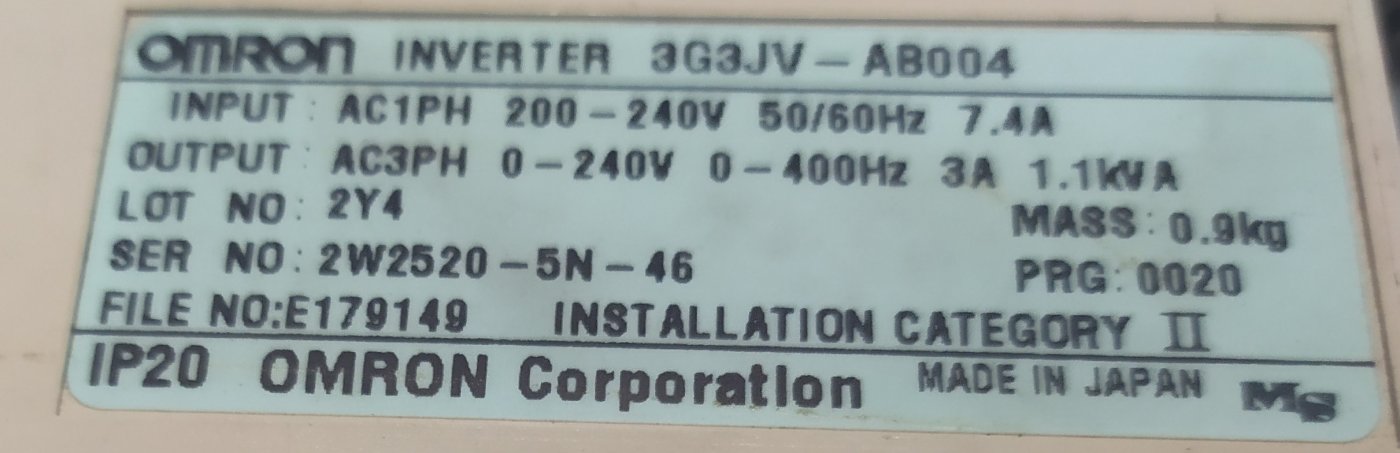 OMRON INVERTER 3G3JV-AB004
INPUT : AC1PH 200-240V 50/60Hz 7.4A
OUTPUT : AC3PH 0-240V 0-400Hz 3A 1.1kVA
LOT NO : 2Y4 MASS : 0.9kg
SER NO : 2W2520-5N-46 PRG : 0020
FILE NO:E179149 INSTALLATION CATEGORY II
IP20 OMRON Corporation MADE IN JAPAN MS